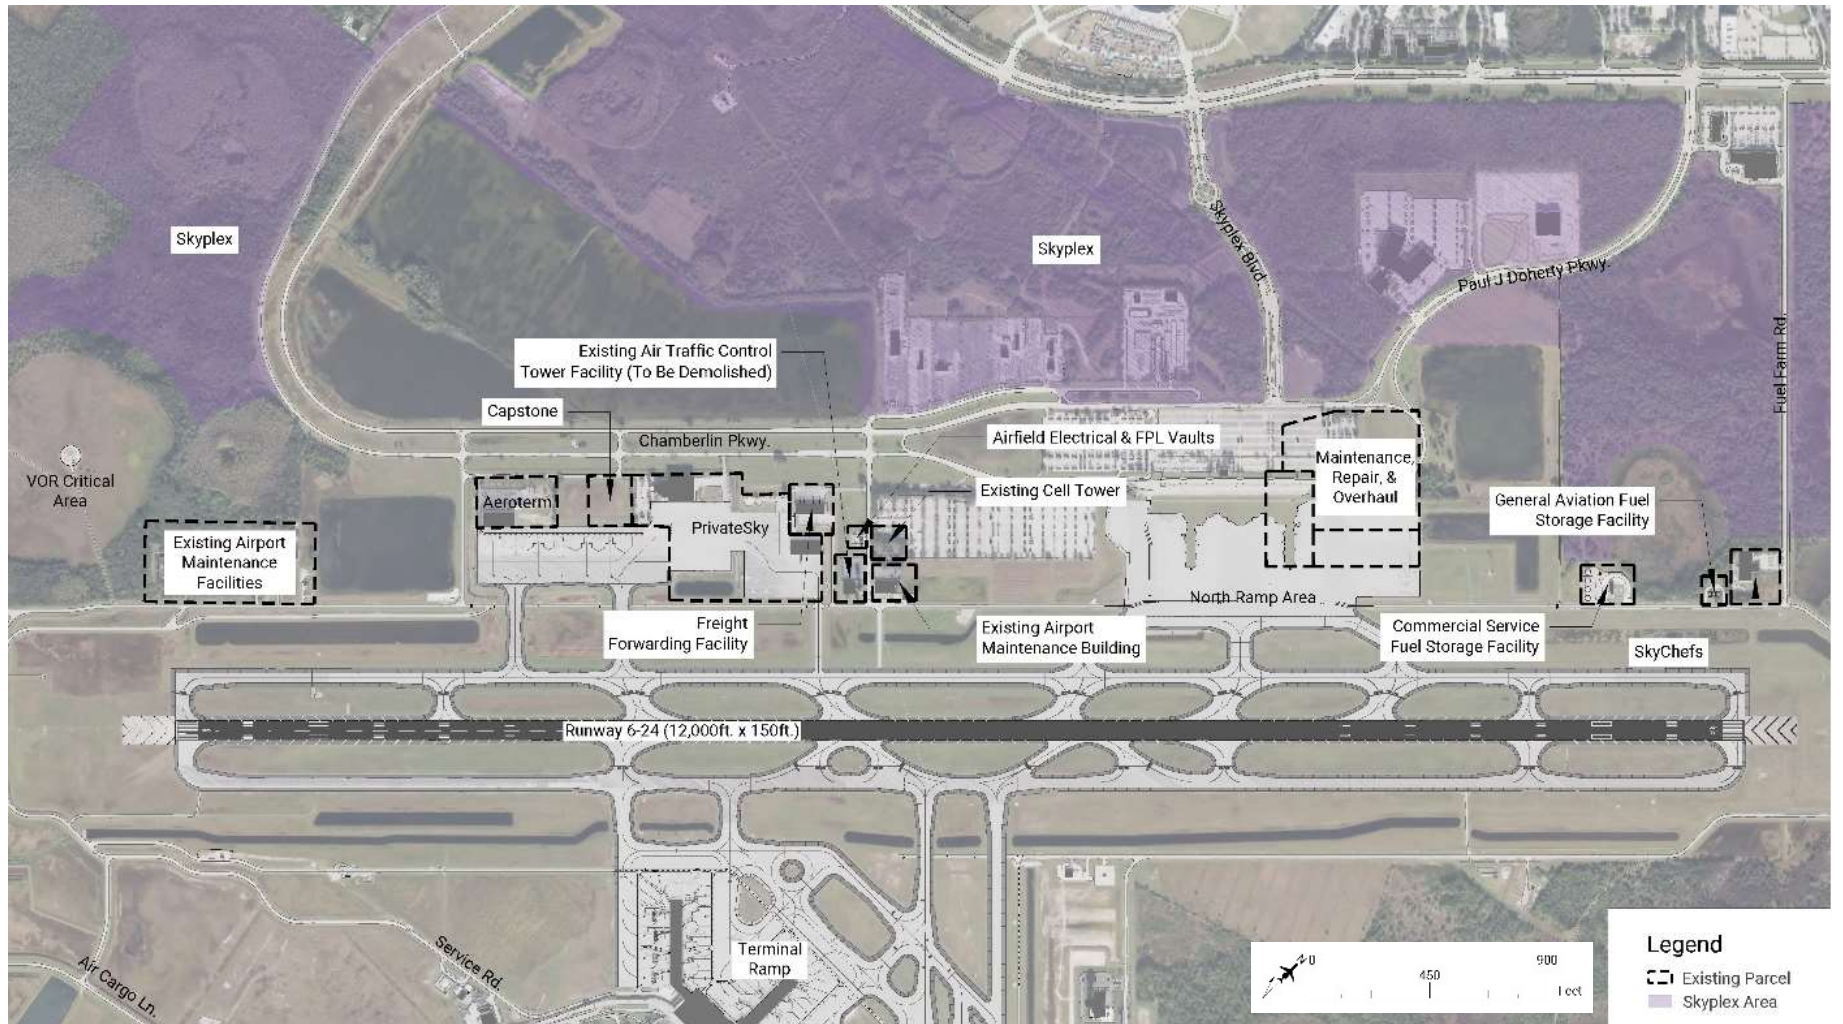 Skyplex
Skyplex
Skyplex Blvd.
Paul J Doherty Pkwy.
Fuel Farm Rd.
Existing Air Traffic Control
Tower Facility (To Be Demolished)
Capstone
Chamberlin Pkwy.
Airfield Electrical & FPL Vaults
Maintenance,
Repair, &
Overhaul
VOR Critical
Area
Aeroterm
Existing Cell Tower
General Aviation Fuel
Storage Facility
PrivateSky
Existing Airport
Maintenance
Facilities
North Ramp Area
Freight
Forwarding Facility
Existing Airport
Maintenance Building
Commercial Service
Fuel Storage Facility
SkyChefs
Runway 6-24 (12,000ft. x 150ft.)
Terminal
Ramp
Service Rd.
Air Cargo Ln.
N
0
450
900
Feet
Legend
Existing Parcel
Skyplex Area